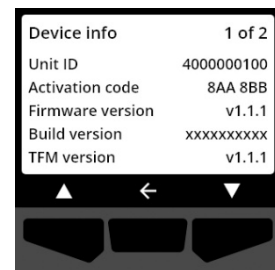 Device info 1 of 2
Unit ID 4000000100
Activation code 8AA 8BB
Firmware version v1.1.1
Build version xxxxxxxxxx
TFM version v1.1.1